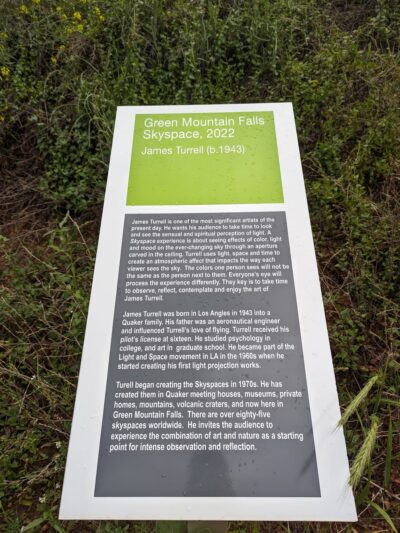 Green Mountain Falls
Skyspace, 2022
James Turrell (b.1943)
James Turrell is one of the most significant artists of the
present day. He wants his audience to take time to look
and see the sensual and spiritual perception of light. A
Skyspace experience is about seeing effects of color, light
and mood on the ever-changing sky through an aperture
carved in the ceiling. Turrell uses light, space and time to
create an atmospheric affect that impacts the way each
viewer sees the sky. The colors one person sees will not be
the same as the person next to them. Everyone's eye will
process the experience differently. They key is to take time
to observe, reflect, contemplate and enjoy the art of
James Turrell.
James Turrell was born in Los Angles in 1943 into a
Quaker family. His father was an aeronautical engineer
and influenced Turrell's love of flying. Turrell received his
pilot's license at sixteen. He studied psychology in
college, and art in graduate school. He became part of the
Light and Space movement in LA in the 1960s when he
started creating his first light projection works.
Turell began creating the Skyspaces in 1970s. He has
created them in Quaker meeting houses, museums, private
homes, mountains, volcanic craters, and now here in
Green Mountain Falls. There are over eighty-five
skyspaces worldwide. He invites the audience to
experience the combination of art and nature as a starting
point for intense observation and reflection.